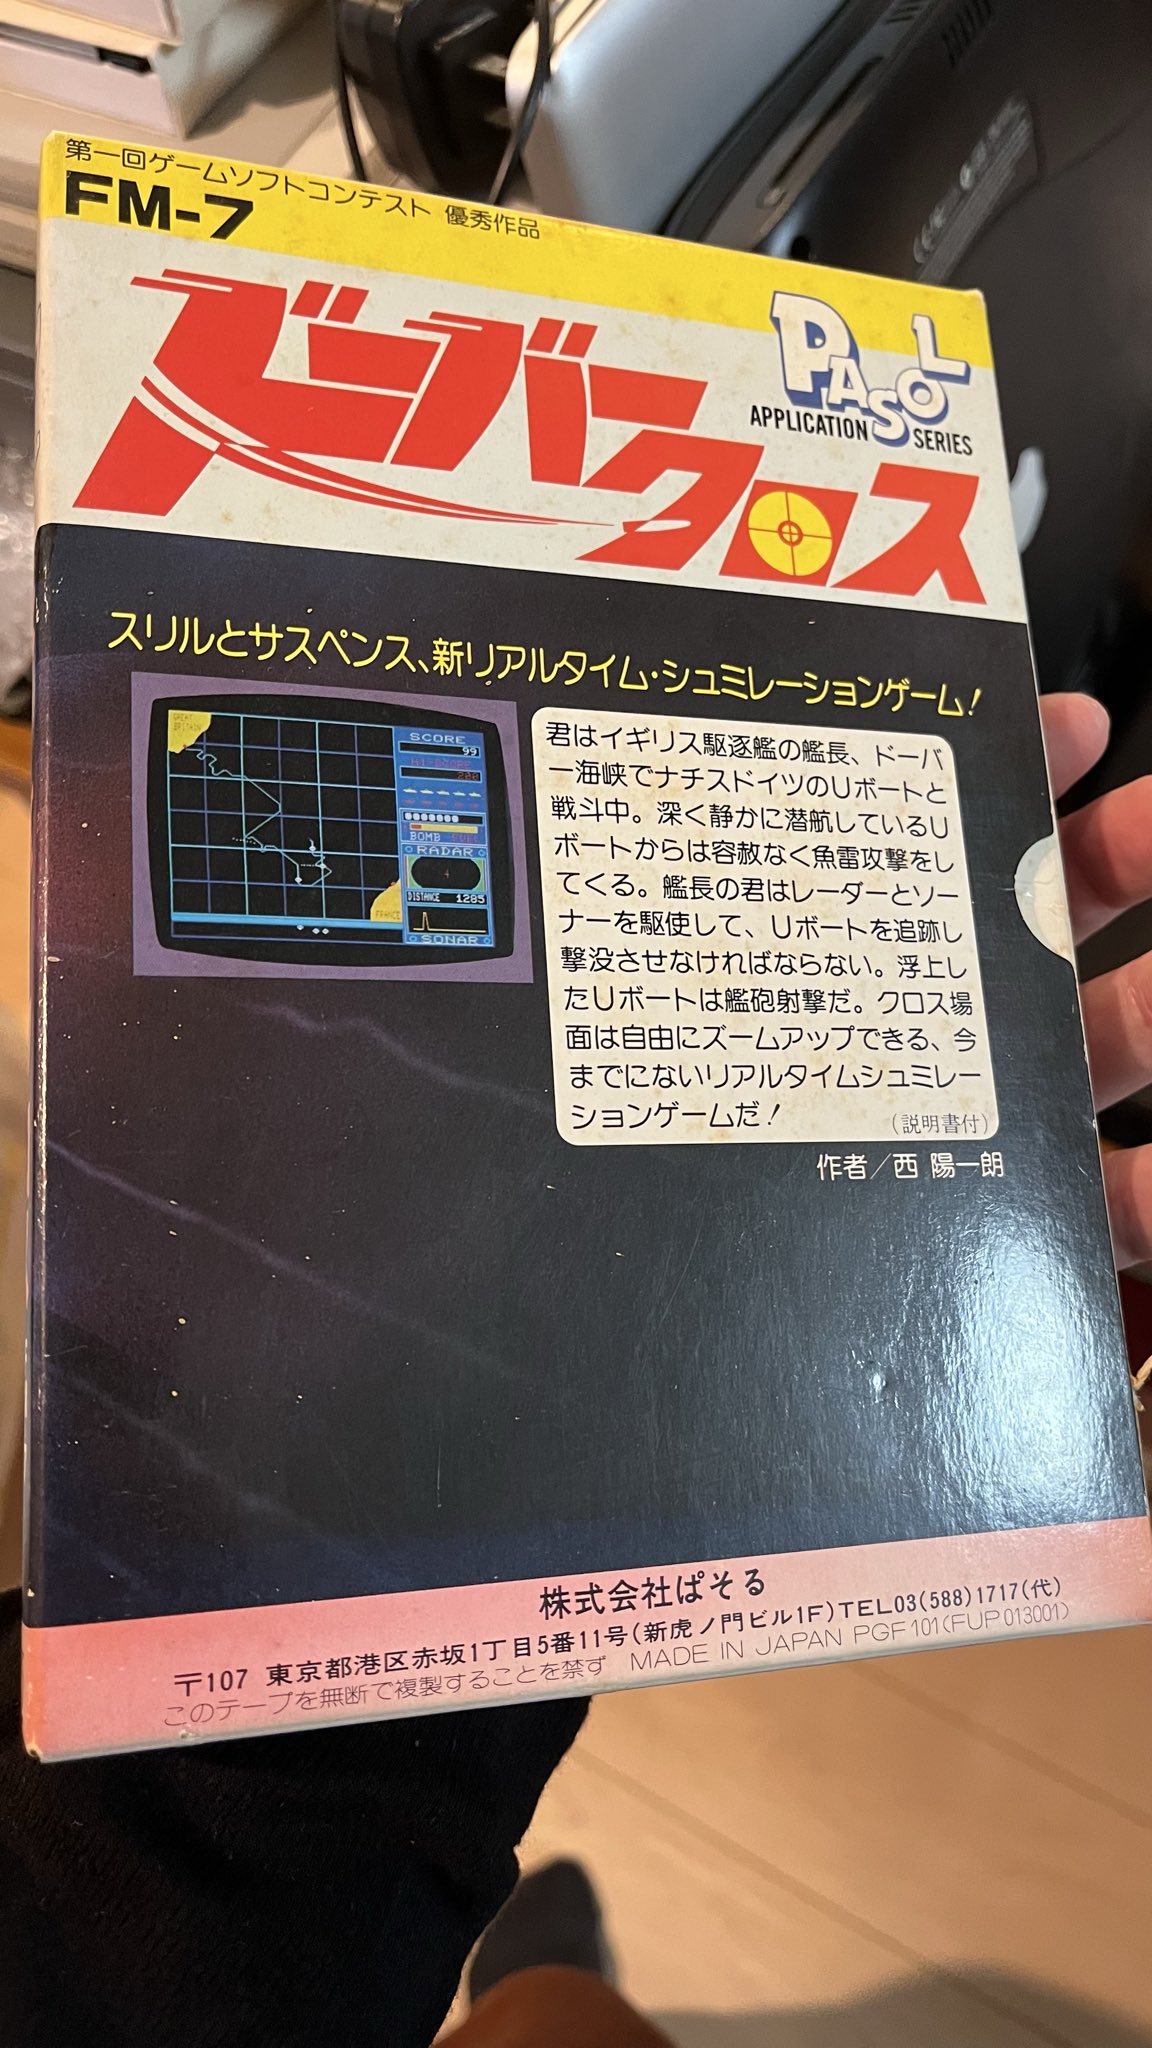 第一回ゲームソフトコンテスト 優秀作品
FM-7
ドーバークロス
PASOL
APPLICATION SERIES
スリルとサスペンス、新リアルタイム・シュミレーションゲーム!
GREAT
BRITAIN
SCORE
99
HI-SCORE
200
BOMB
RADAR
4
DISTANCE 1285
SONAR
FRANCE
君はイギリス駆逐艦の艦長、ドーバ
ー海峡でナチスドイツのUボートと
戦斗中。深く静かに潜航しているU
ボートからは容赦なく魚雷攻撃をし
てくる。艦長の君はレーダーとソー
ナーを駆使して、Uボートを追跡し
撃没させなければならない。浮上し
たUボートは艦砲射撃だ。クロス場
面は自由にズームアップできる、今
までにないリアルタイムシュミレー
ションゲームだ!
(説明書付)
作者/西 陽一朗
株式会社ぱそる
〒107 東京都港区赤坂1丁目5番11号(新虎ノ門ビル1F)TEL03(588)1717(代)
このテープを無断で複製することを禁ず MADE IN JAPAN PGF101(FUP013001)